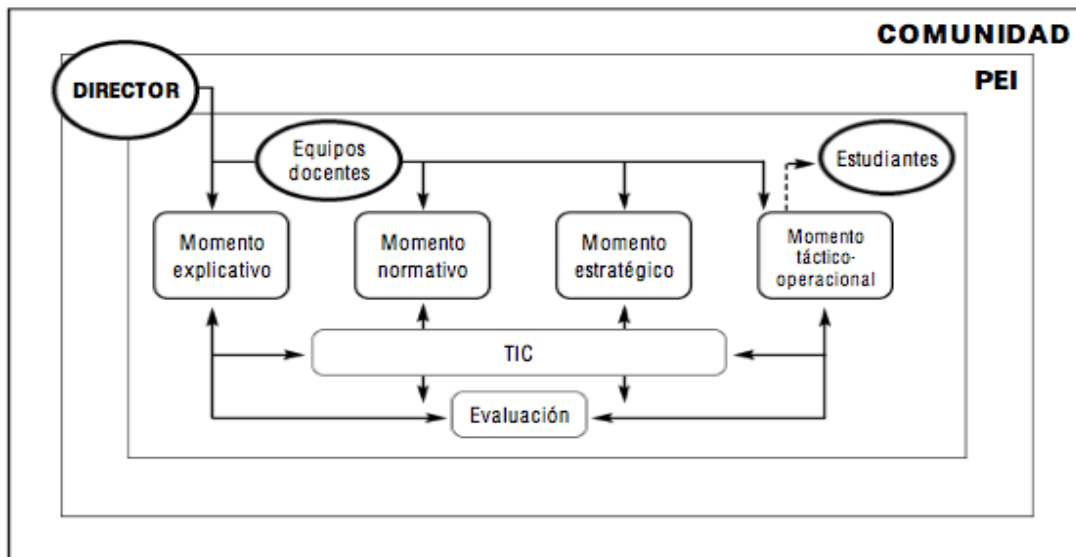 COMUNIDAD
PEI
DIRECTOR
Equipos
docentes
Estudiantes
Momento
explicativo
Momento
normativo
Momento
estratégico
Momento
táctico-
operacional
TIC
Evaluación